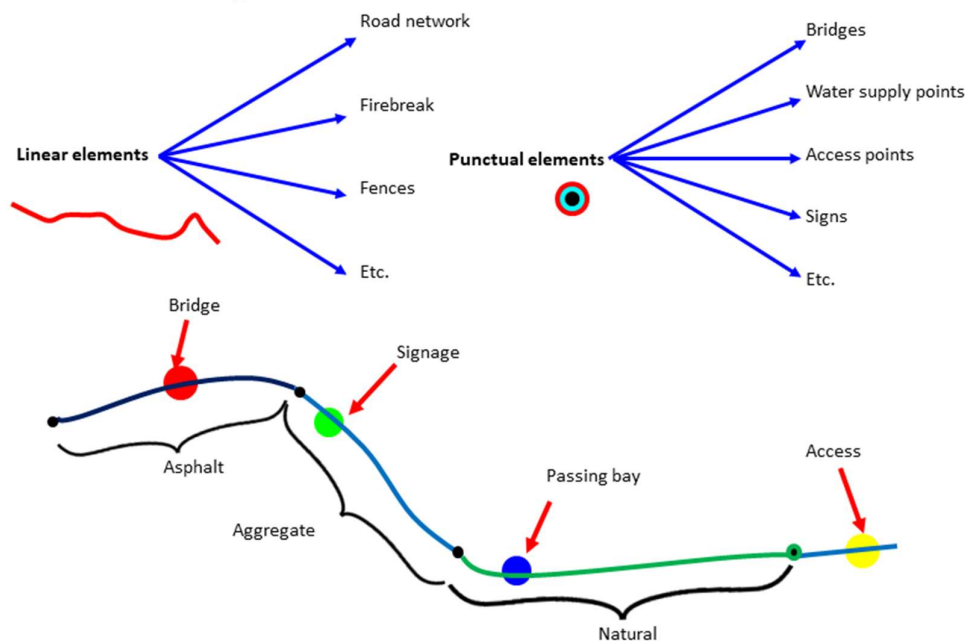 Road network
Firebreak
Linear elements
Fences
Etc.
Bridges
Water supply points
Punctual elements
Access points
Signs
Etc.
Bridge
Signage
Asphalt
Aggregate
Passing bay
Access
Natural